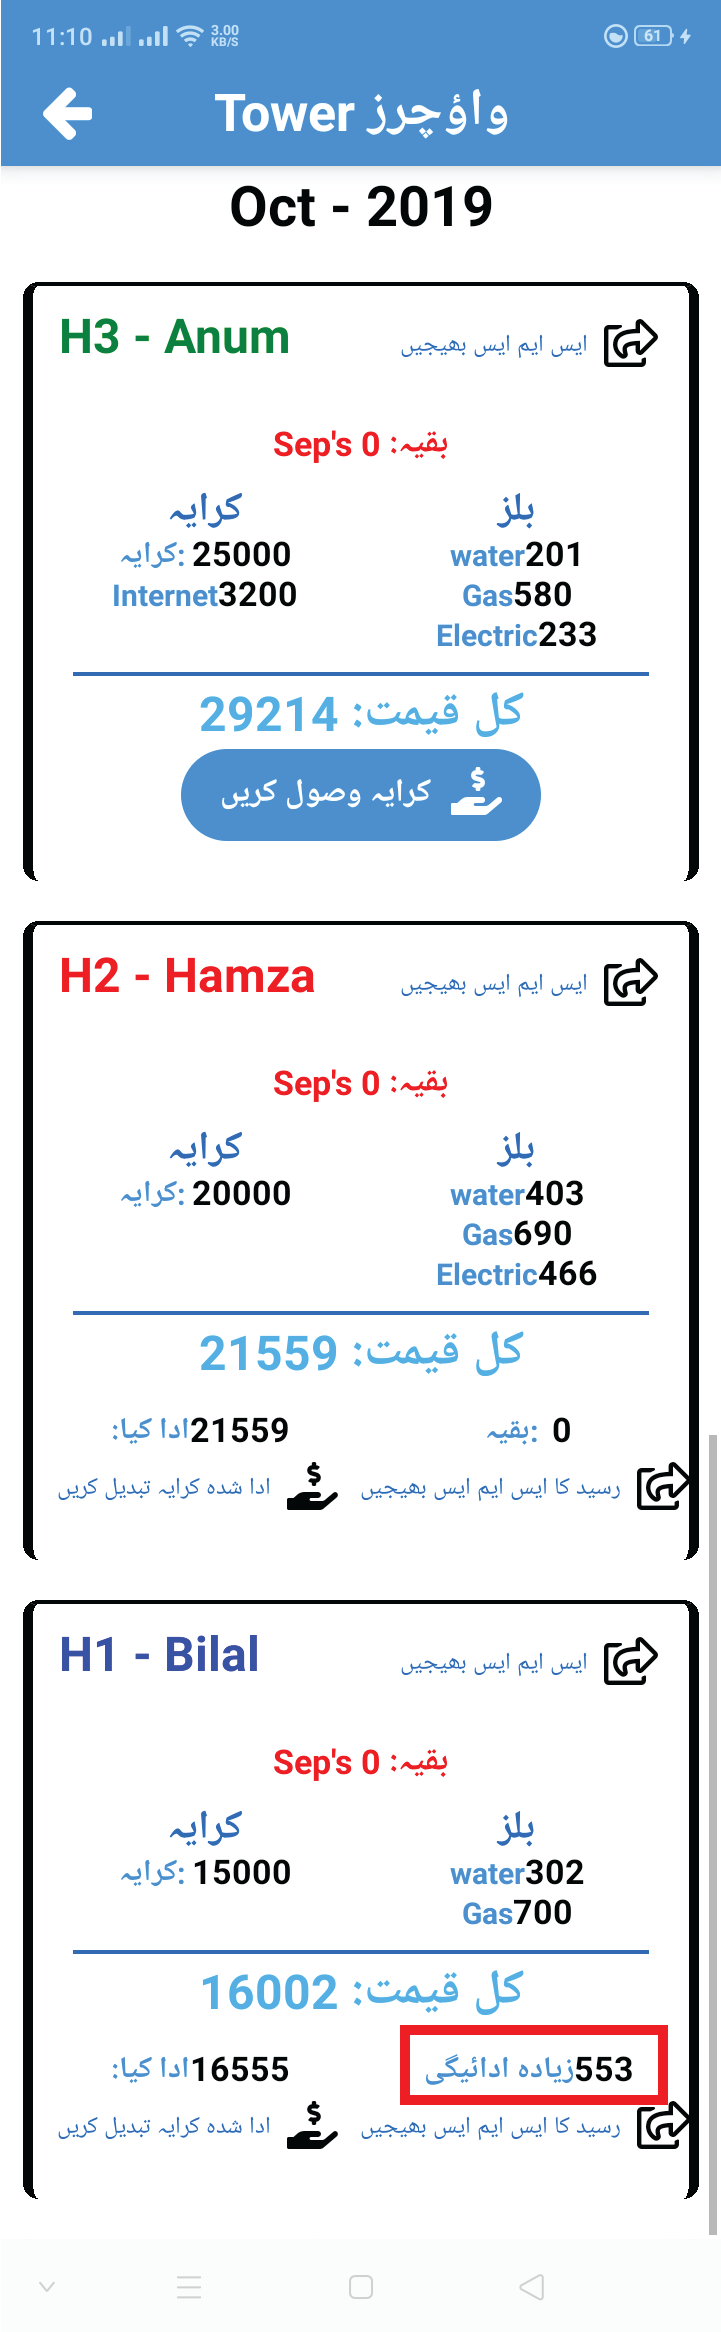 11:10 3.00 KB/S 61
Tower واؤچرز
Oct - 2019
H3 - Anum ایس ایم ایس بھیجیں
Sep's 0 :بقیہ
کرایہ بلز
کرایہ: 25000 water201
Internet3200 Gas580
Electric233
کل قیمت: 29214
کرایہ وصول کریں
H2 - Hamza ایس ایم ایس بھیجیں
Sep's 0 :بقیہ
کرایہ بلز
کرایہ: 20000 water403
Gas690
Electric466
کل قیمت: 21559
ادا کیا: 21559 بقیہ: 0
ادا شدہ کرایہ تبدیل کریں رسید کا ایس ایم ایس بھیجیں
H1 - Bilal ایس ایم ایس بھیجیں
Sep's 0 :بقیہ
کرایہ بلز
کرایہ: 15000 water302
Gas700
کل قیمت: 16002
ادا کیا: 16555 زیادہ ادائیگی553
ادا شدہ کرایہ تبدیل کریں رسید کا ایس ایم ایس بھیجیں